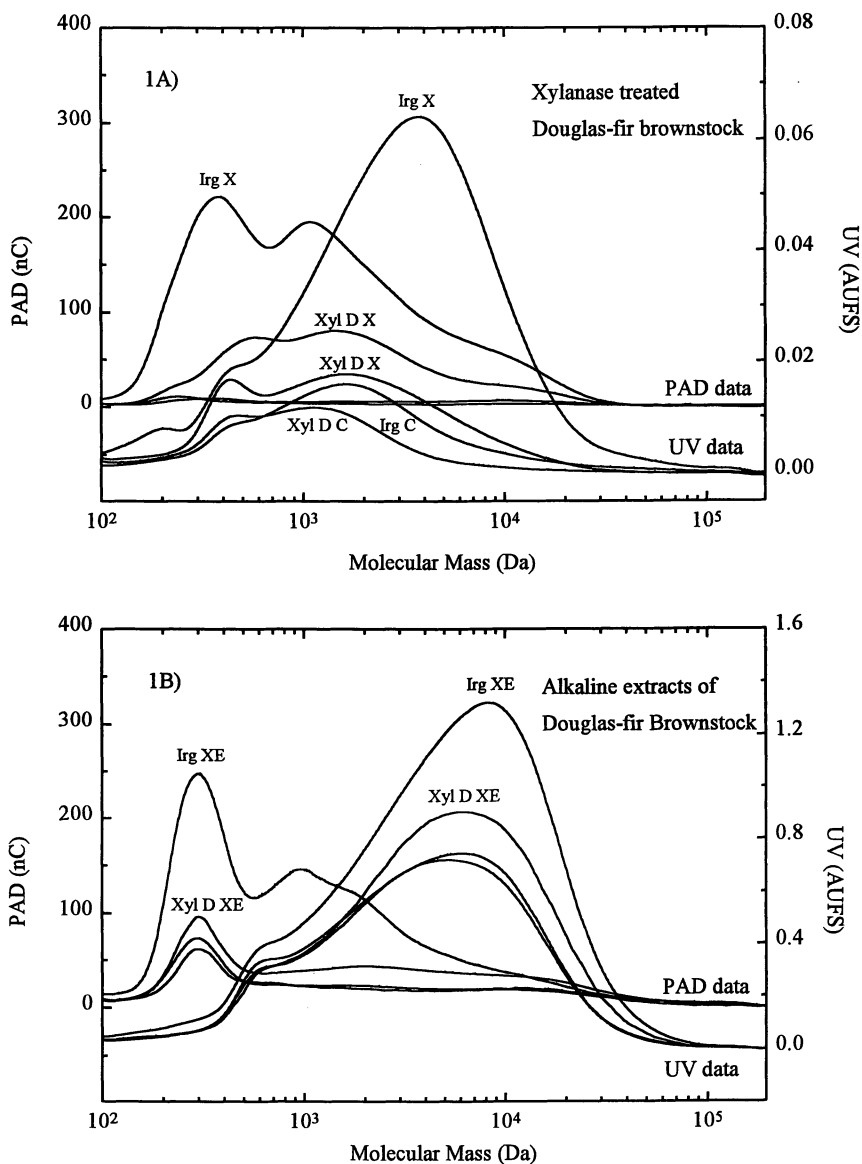 400
0.08
1A)
Irg X
Xylanase treated
Douglas-fir brownstock
300
0.06
Irg X
200
0.04
PAD (nC)
UV (AUFS)
100
Xyl D X
Xyl D X
0.02
PAD data
0
Xyl D C
Irg C
UV data
0.00
10² 10³ 10⁴ 10⁵
Molecular Mass (Da)
400
1.6
1B)
Irg XE
Alkaline extracts of
Douglas-fir Brownstock
300
1.2
Irg XE
Xyl D XE
200
0.8
PAD (nC)
UV (AUFS)
Xyl D XE
100
0.4
PAD data
0
0.0
UV data
10² 10³ 10⁴ 10⁵
Molecular Mass (Da)